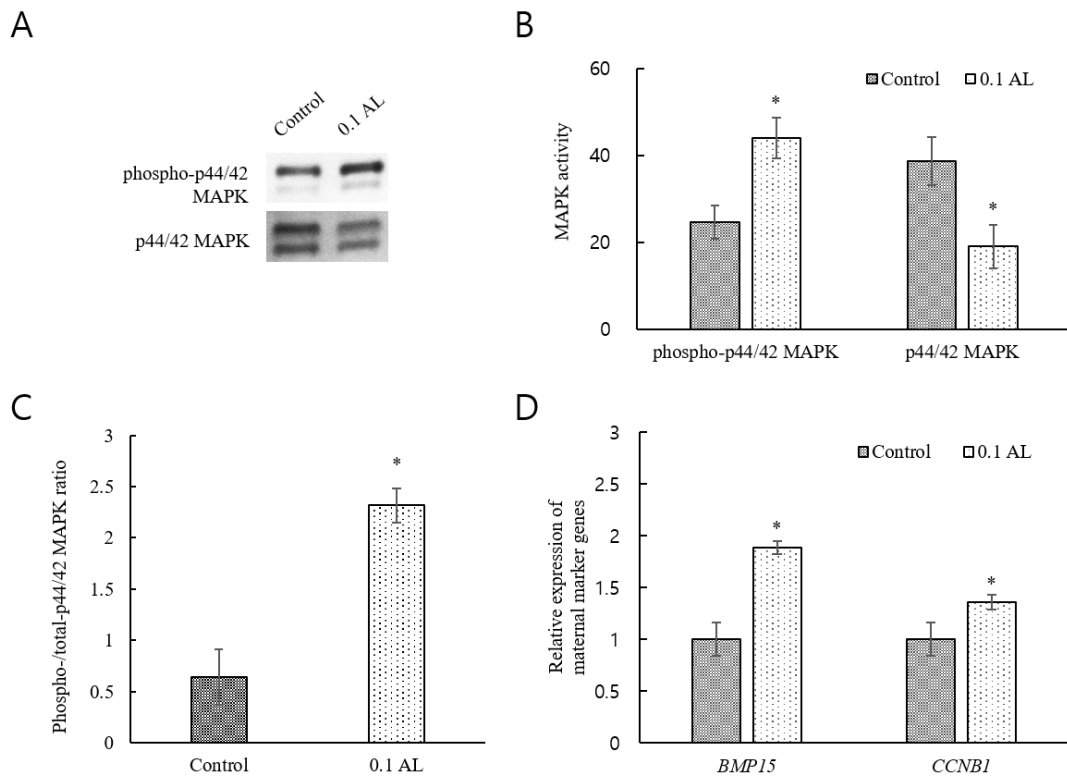 A
Control
0.1 AL
phospho-p44/42
MAPK
p44/42 MAPK
B
60
40
20
0
MAPK activity
Control
0.1 AL
*
*
phospho-p44/42 MAPK
p44/42 MAPK
C
3
2.5
2
1.5
1
0.5
0
Phospho-/total-p44/42 MAPK ratio
*
Control
0.1 AL
D
3
2.5
2
1.5
1
0.5
0
Relative expression of
maternal marker genes
Control
0.1 AL
*
*
BMP15
CCNB1